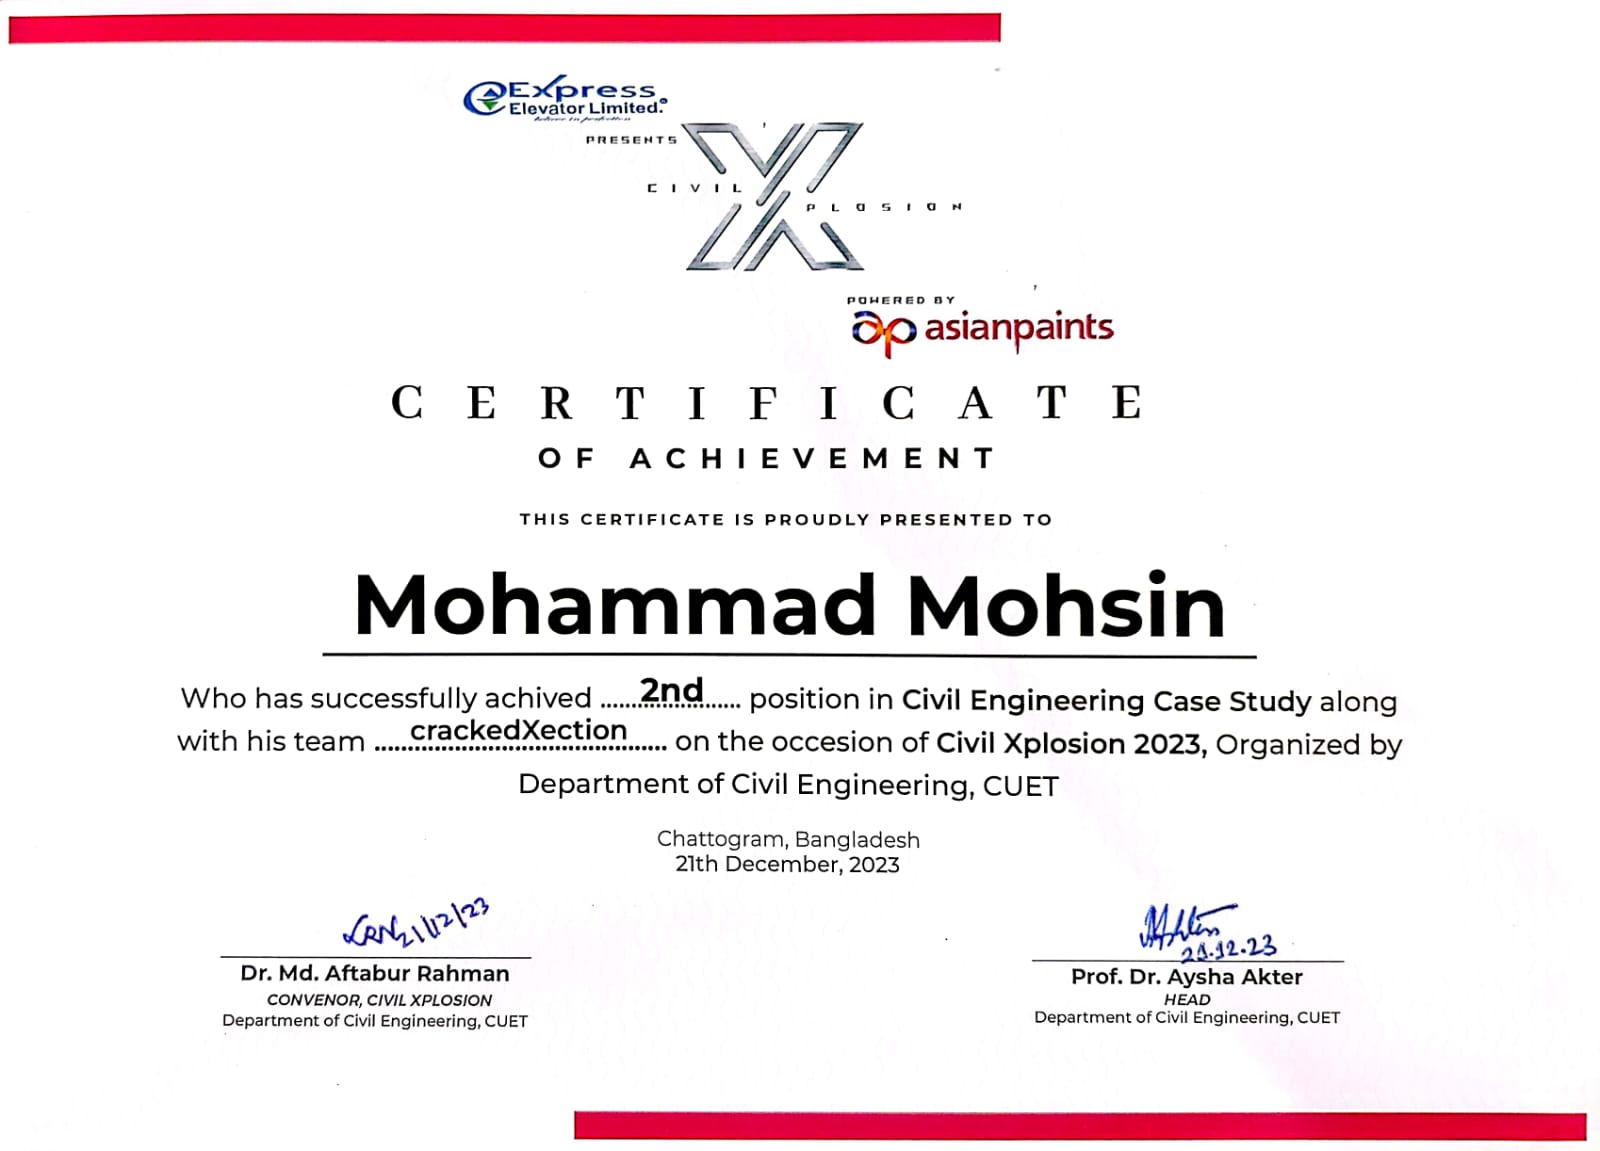 Express
Elevator Limited.
believe in perfection
PRESENTS
CIVIL
PLOSION
POWERED BY
ap asianpaints
CERTIFICATE
OF ACHIEVEMENT
THIS CERTIFICATE IS PROUDLY PRESENTED TO
Mohammad Mohsin
Who has successfully achived ......2nd...... position in Civil Engineering Case Study along
with his team ......crackedXection...... on the occesion of Civil Xplosion 2023, Organized by
Department of Civil Engineering, CUET
Chattogram, Bangladesh
21th December, 2023
21/12/23
Dr. Md. Aftabur Rahman
CONVENOR, CIVIL XPLOSION
Department of Civil Engineering, CUET
21.12.23
Prof. Dr. Aysha Akter
HEAD
Department of Civil Engineering, CUET